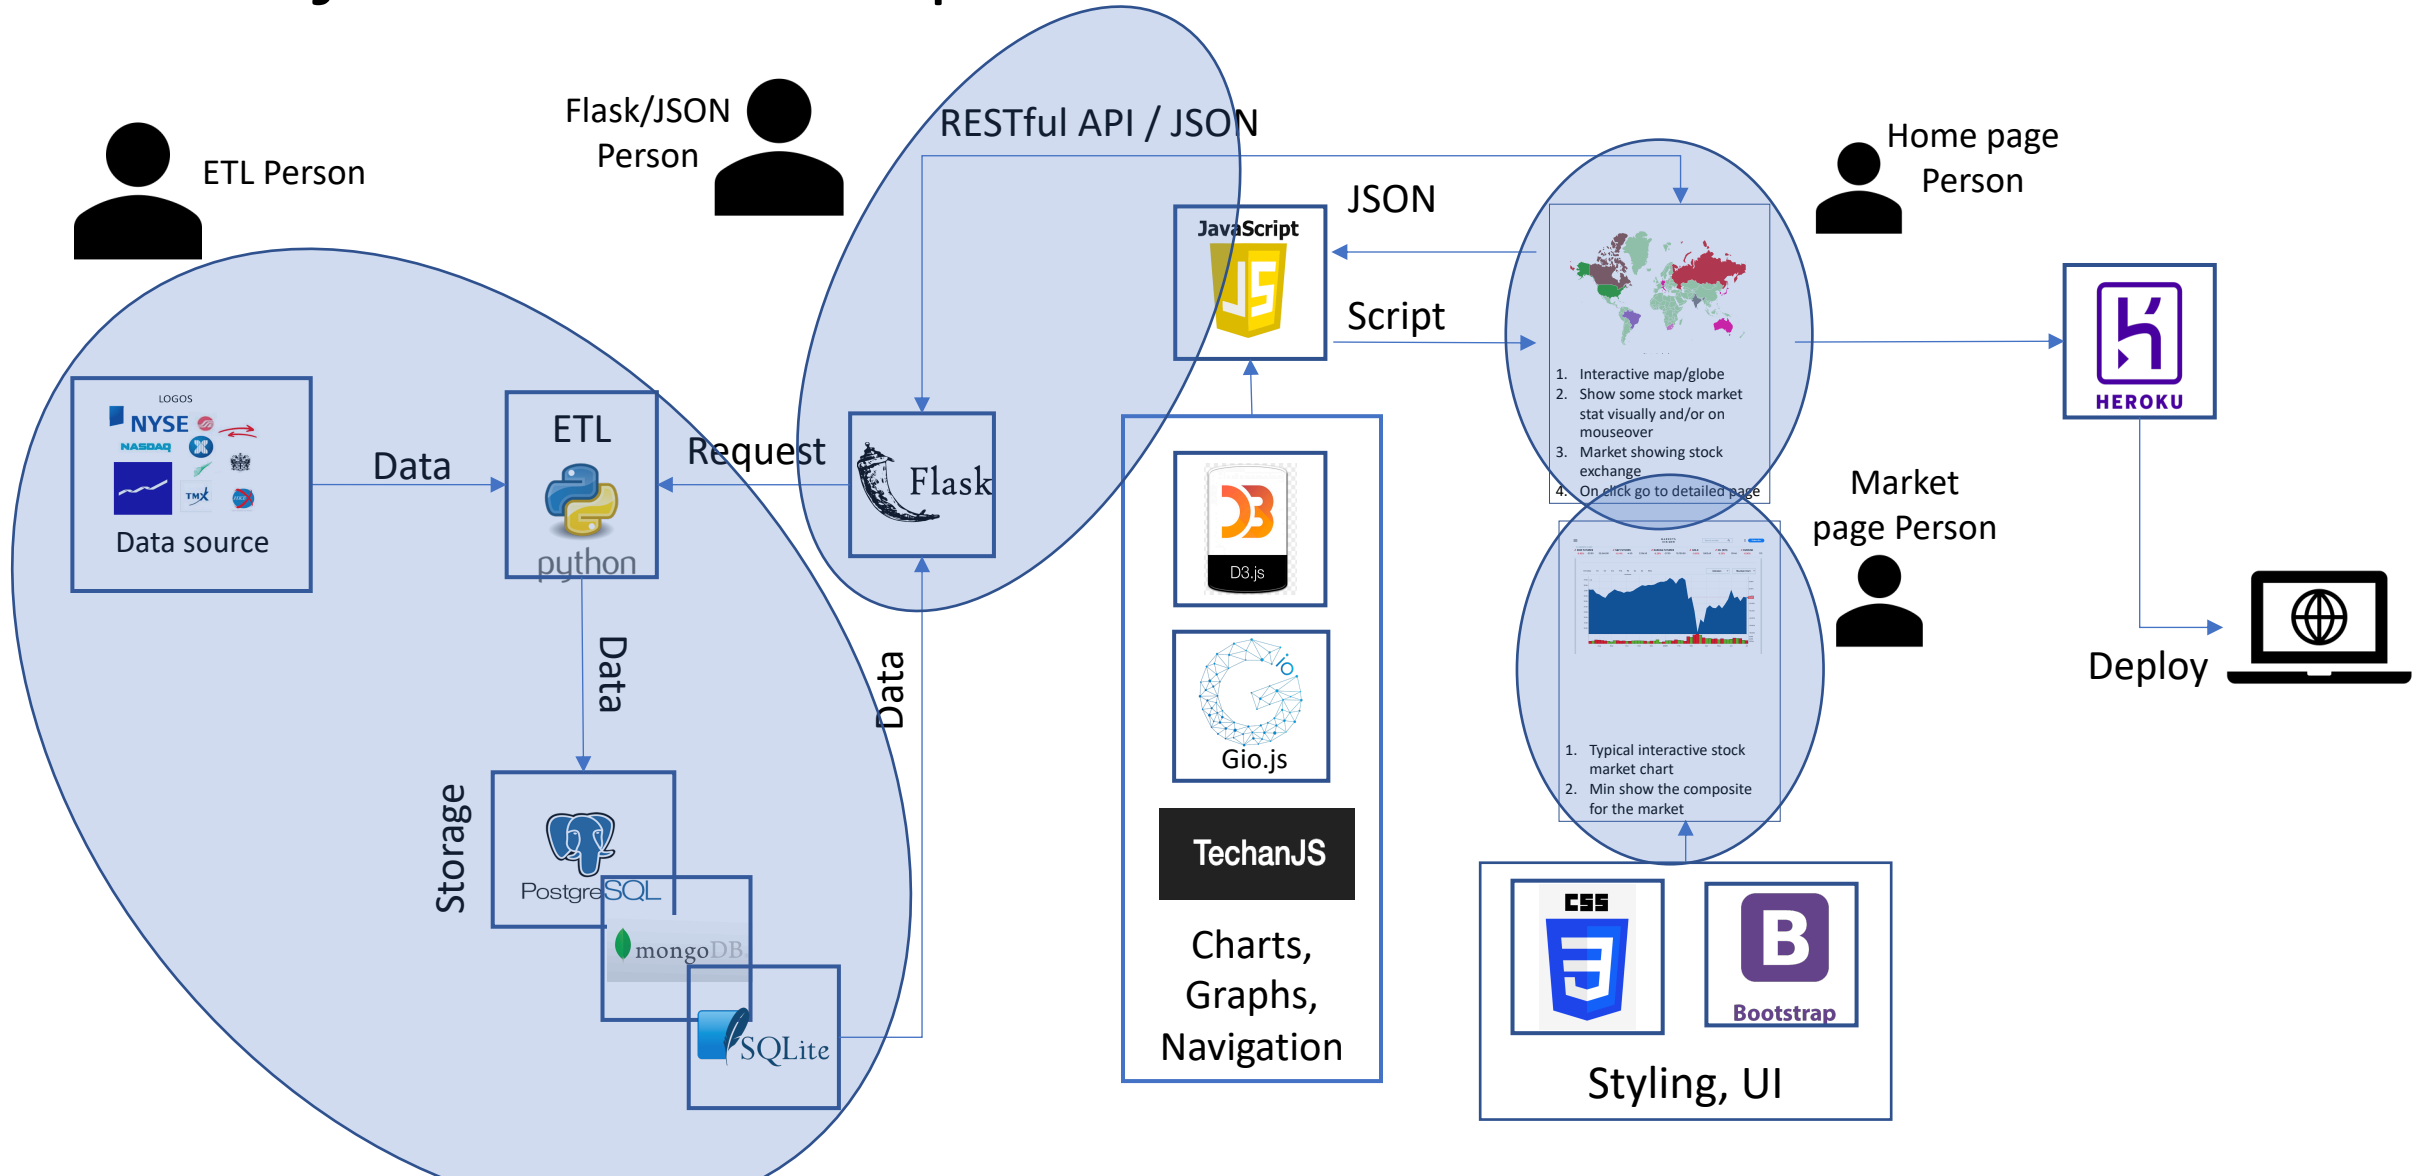 ETL Person
Flask/JSON
Person
RESTful API / JSON
Home page
Person
JSON
JavaScript
JS
Script
HEROKU
LOGOS
NYSE
NASDAQ
TMX
Data source
Data
ETL
python
Request
Flask
1. Interactive map/globe
2. Show some stock market
stat visually and/or on
mouseover
3. Market showing stock
exchange
4. On click go to detailed page
Market
page Person
D3
D3.js
Data
Data
io
Gio.js
Deploy
Storage
PostgreSQL
mongoDB
SQLite
TechanJS
Charts,
Graphs,
Navigation
1. Typical interactive stock
market chart
2. Min show the composite
for the market
CSS
3
B
Bootstrap
Styling, UI